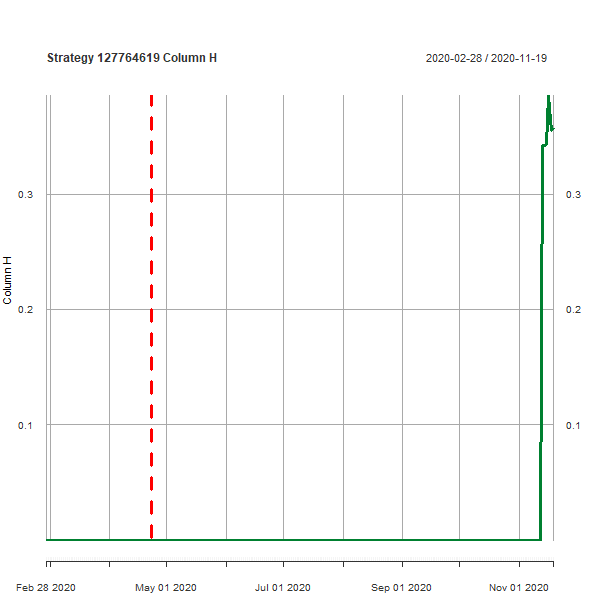 Strategy 127764619 Column H
2020-02-28 / 2020-11-19
Column H
0.3
0.3
0.2
0.2
0.1
0.1
Feb 28 2020
May 01 2020
Jul 01 2020
Sep 01 2020
Nov 01 2020